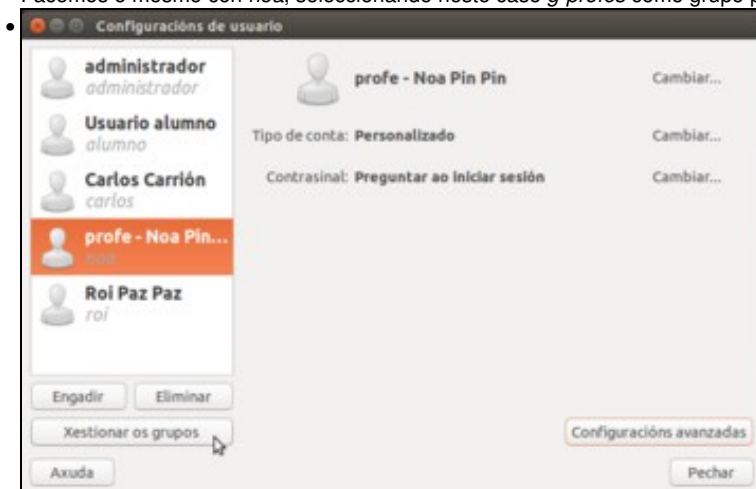 Facemos o mesmo con noa, seleccionando neste caso g-profes como grupo p
Configuracións de usuario
administrador
administrador
profe - Noa Pin Pin Cambiar...
Usuario alumno
alumno
Tipo de conta: Personalizado Cambiar...
Carlos Carrión
carlos
Contrasinal: Preguntar ao iniciar sesión Cambiar...
profe - Noa Pin...
noa
Roi Paz Paz
roi
Engadir Eliminar
Xestionar os grupos Configuracións avanzadas
Axuda Pechar